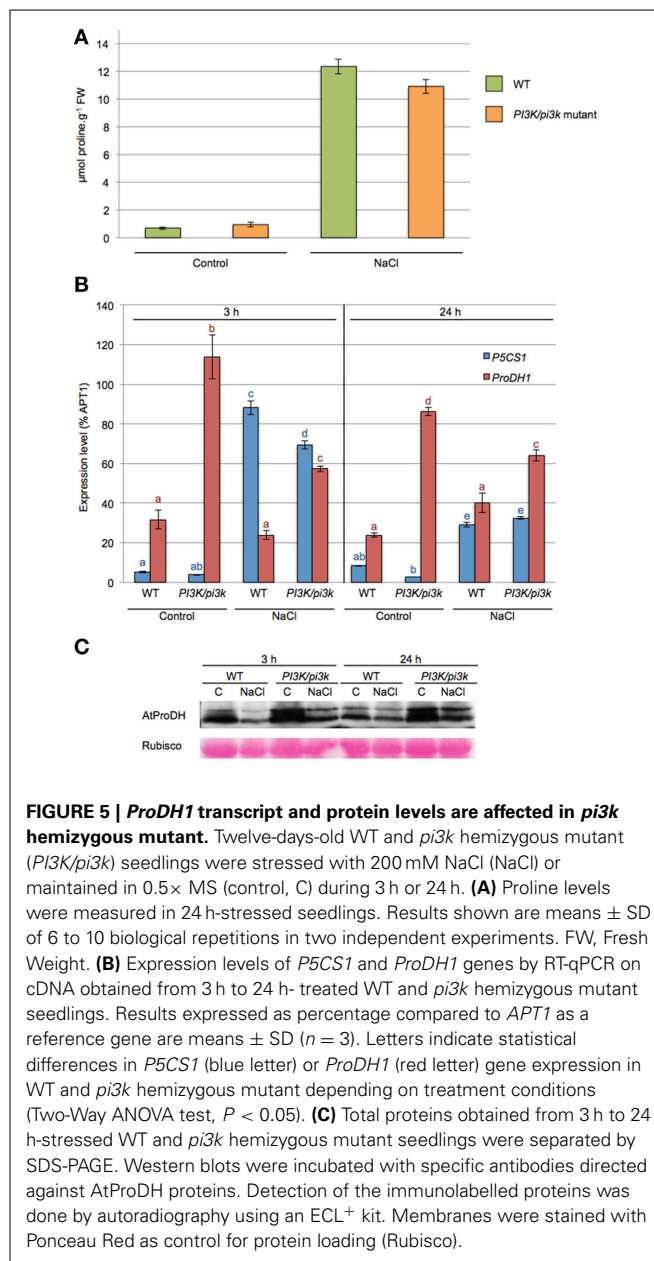 A
14
12
10
8
6
4
2
0
µmol proline.g⁻¹ FW
WT
PI3K/pi3k mutant
Control
NaCl
B
140
120
100
80
60
40
20
0
Expression level (% APT1)
3 h
24 h
P5CS1
ProDH1
a a ab b c a d c ab a b d e a e c
WT PI3K/pi3k WT PI3K/pi3k WT PI3K/pi3k WT PI3K/pi3k
Control NaCl Control NaCl
C
3 h 24 h
WT PI3K/pi3k WT PI3K/pi3k
C NaCl C NaCl C NaCl C NaCl
AtProDH
Rubisco
FIGURE 5 | ProDH1 transcript and protein levels are affected in pi3k
hemizygous mutant. Twelve-days-old WT and pi3k hemizygous mutant
(PI3K/pi3k) seedlings were stressed with 200 mM NaCl (NaCl) or
maintained in 0.5× MS (control, C) during 3 h or 24 h. (A) Proline levels
were measured in 24 h-stressed seedlings. Results shown are means ± SD
of 6 to 10 biological repetitions in two independent experiments. FW, Fresh
Weight. (B) Expression levels of P5CS1 and ProDH1 genes by RT-qPCR on
cDNA obtained from 3 h to 24 h- treated WT and pi3k hemizygous mutant
seedlings. Results expressed as percentage compared to APT1 as a
reference gene are means ± SD (n = 3). Letters indicate statistical
differences in P5CS1 (blue letter) or ProDH1 (red letter) gene expression in
WT and pi3k hemizygous mutant depending on treatment conditions
(Two-Way ANOVA test, P < 0.05). (C) Total proteins obtained from 3 h to 24
h-stressed WT and pi3k hemizygous mutant seedlings were separated by
SDS-PAGE. Western blots were incubated with specific antibodies directed
against AtProDH proteins. Detection of the immunolabelled proteins was
done by autoradiography using an ECL⁺ kit. Membranes were stained with
Ponceau Red as control for protein loading (Rubisco).